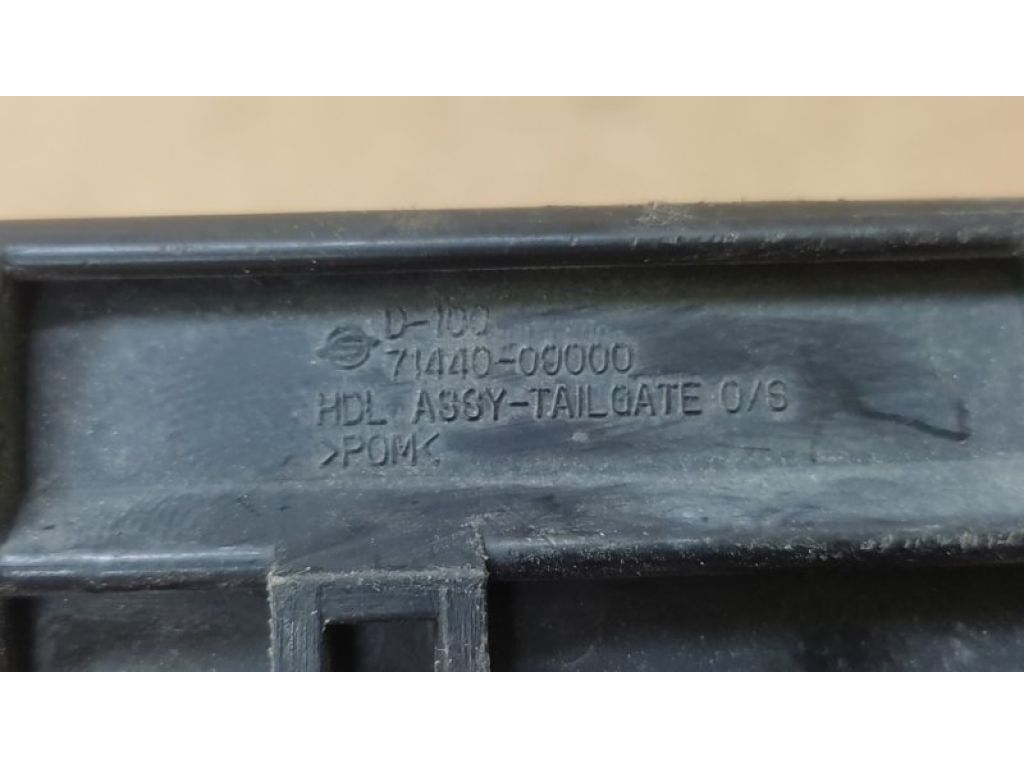 D-100
71440-09000
HDL ASSY-TAILGATE O/S
>POM<